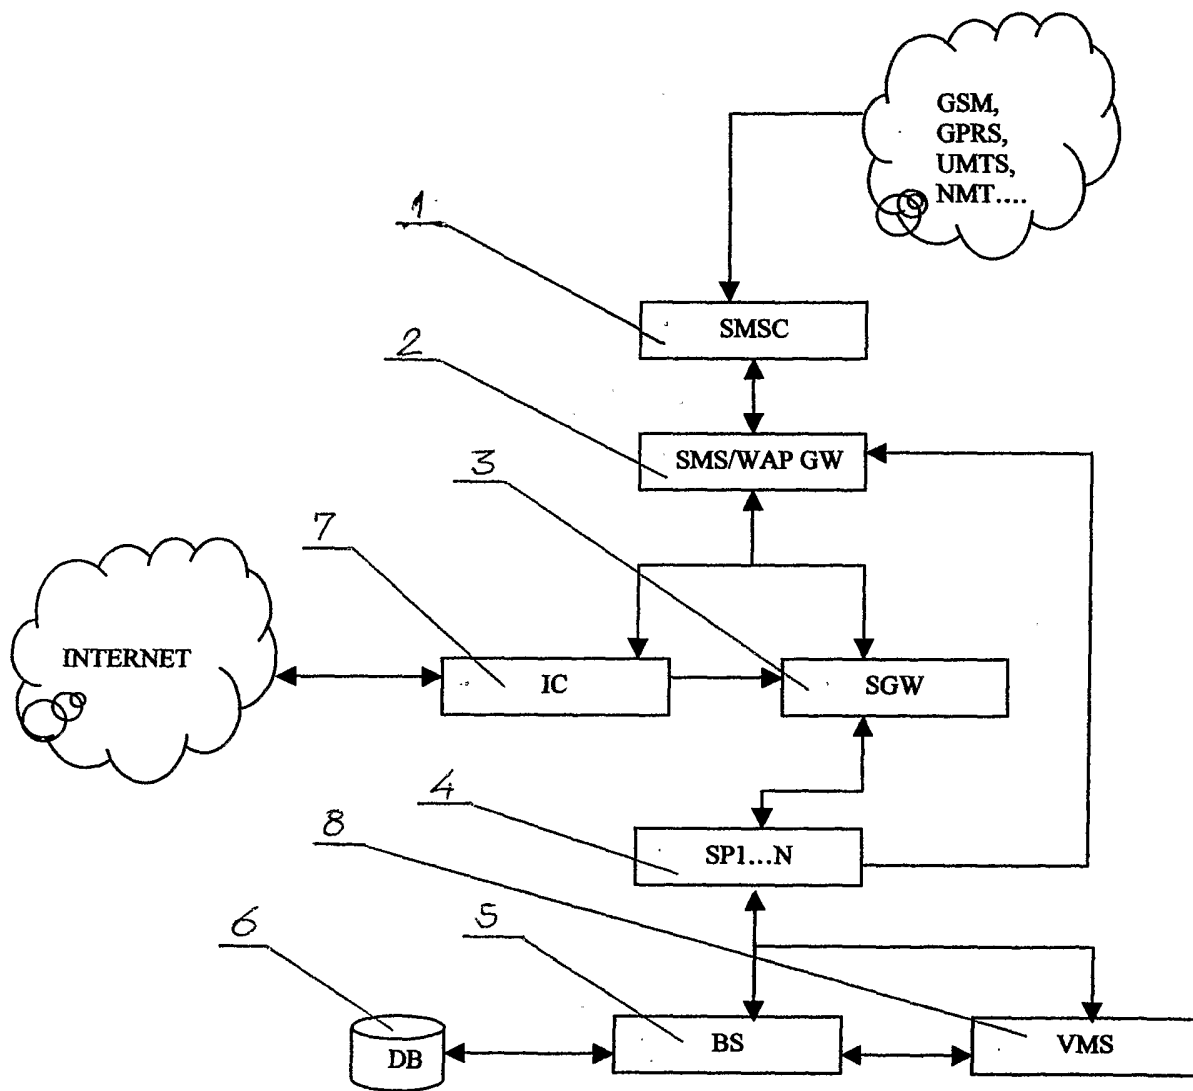 GSM,
GPRS,
UMTS,
NMT....
1
SMSC
2
SMS/WAP GW
3
7
INTERNET
IC
SGW
4
8
SP1...N
6
5
DB
BS
VMS